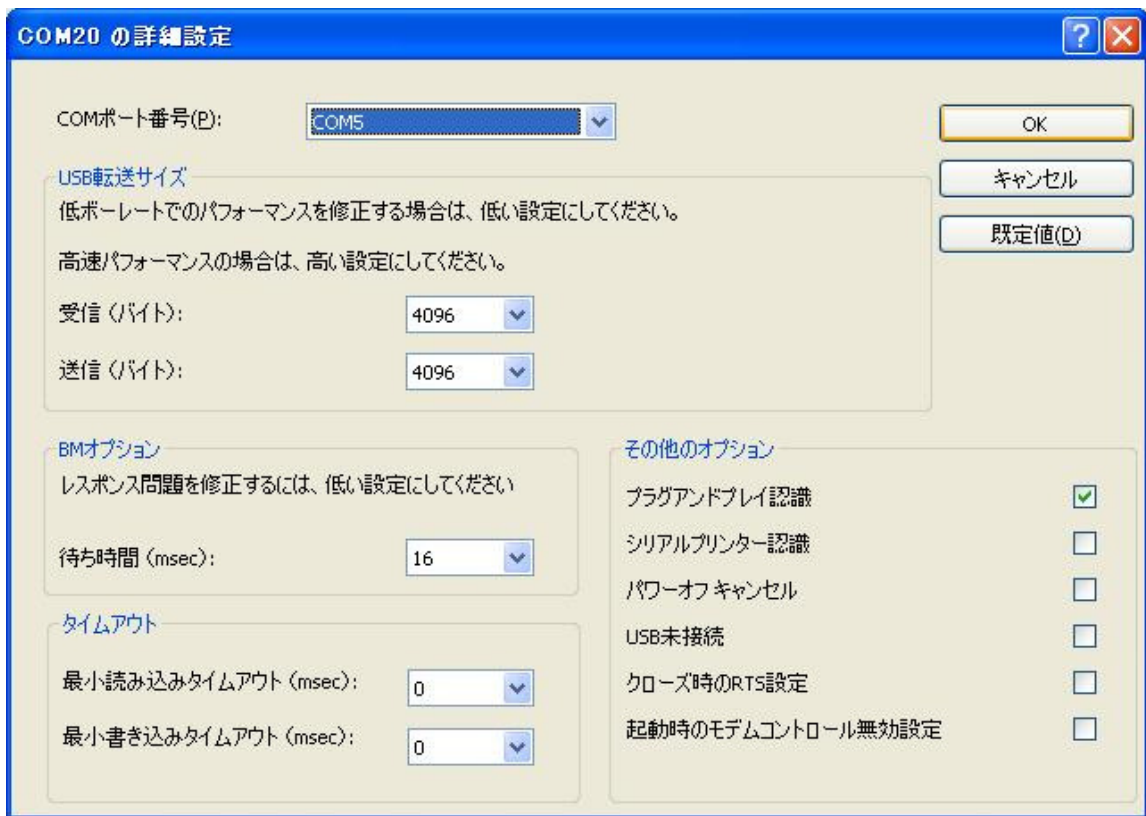 COM20 の詳細設定
COMポート番号(P):
COM5
OK
キャンセル
既定値(D)
USB転送サイズ
低ボーレートでのパフォーマンスを修正する場合は、低い設定にしてください。
高速パフォーマンスの場合は、高い設定にしてください。
受信 (バイト):
4096
送信 (バイト):
4096
BMオプション
レスポンス問題を修正するには、低い設定にしてください
待ち時間 (msec):
16
タイムアウト
最小読み込みタイムアウト (msec):
0
最小書き込みタイムアウト (msec):
0
その他のオプション
プラグアンドプレイ認識
シリアルプリンター認識
パワーオフ キャンセル
USB未接続
クローズ時のRTS設定
起動時のモデムコントロール無効設定